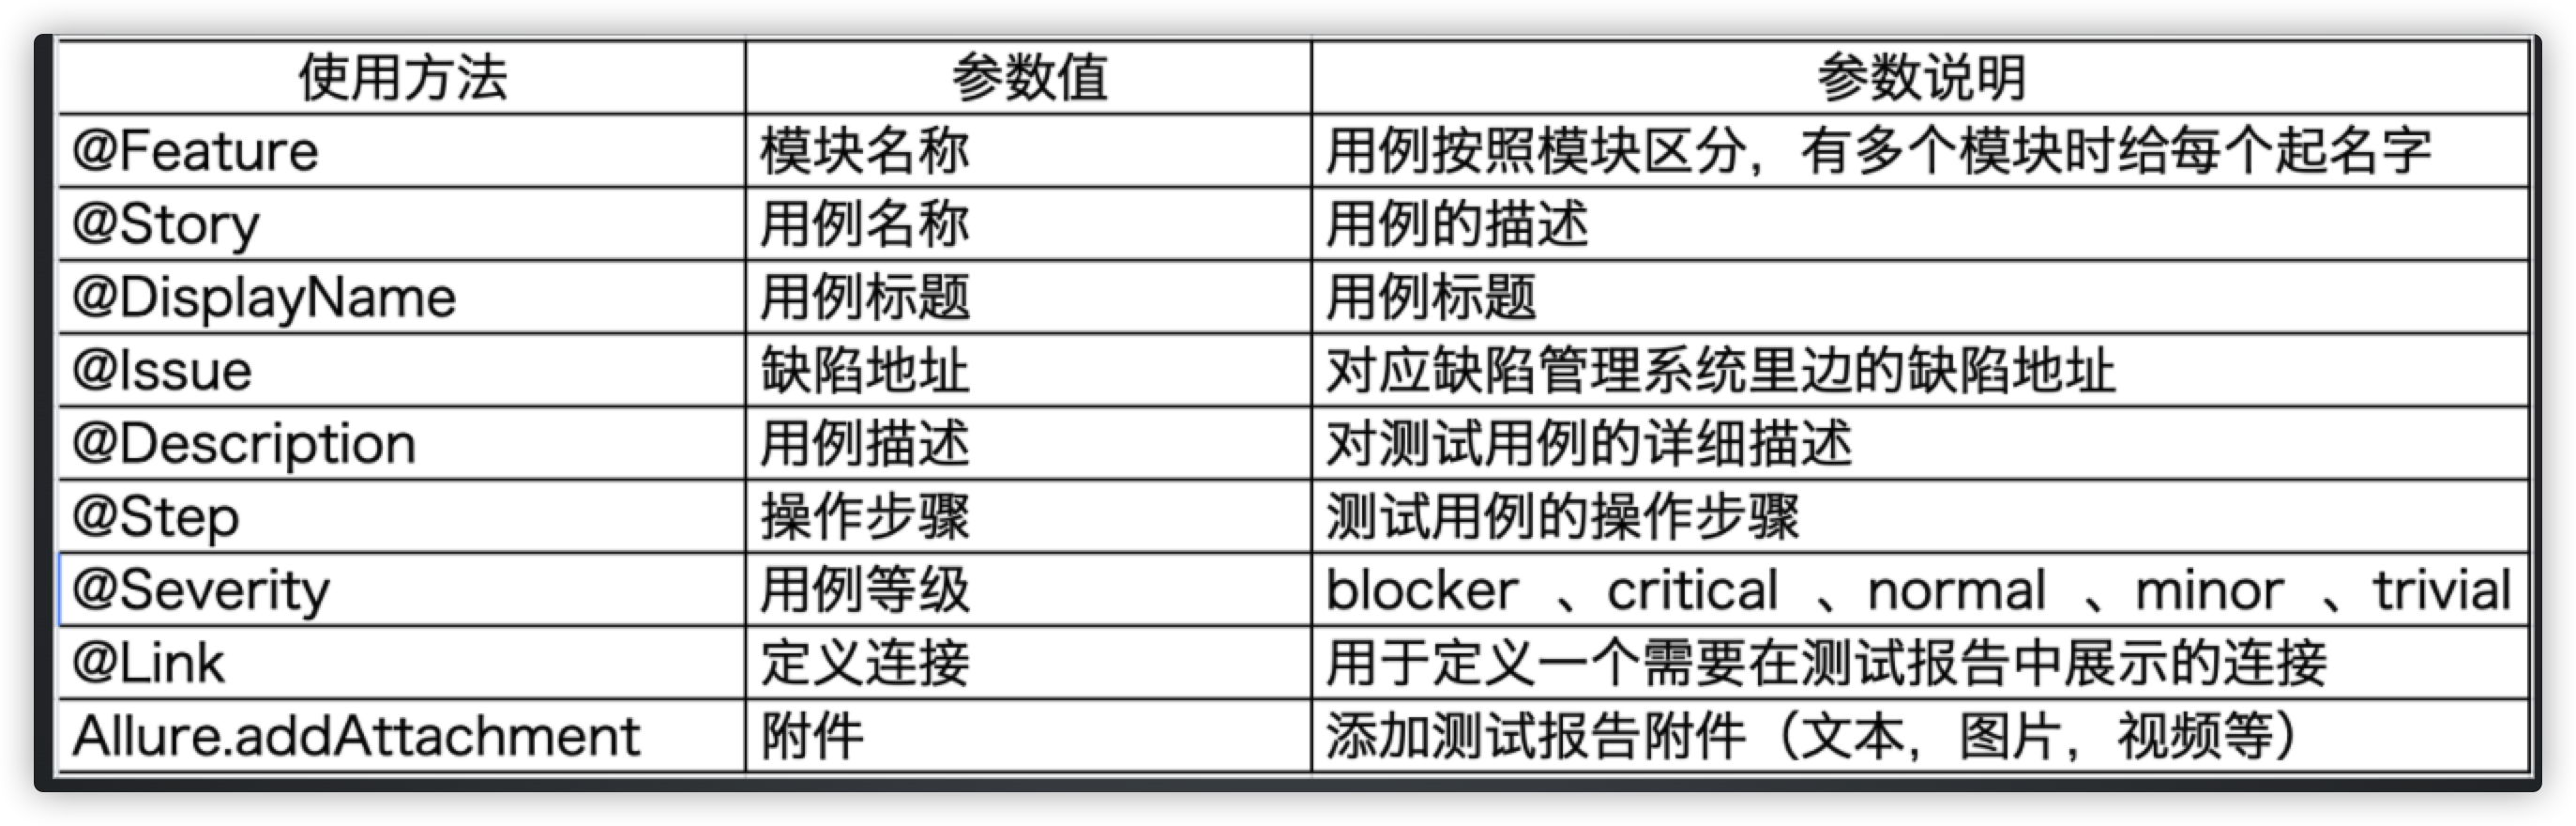 使用方法 参数值 参数说明
@Feature 模块名称 用例按照模块区分，有多个模块时给每个起名字
@Story 用例名称 用例的描述
@DisplayName 用例标题 用例标题
@Issue 缺陷地址 对应缺陷管理系统里边的缺陷地址
@Description 用例描述 对测试用例的详细描述
@Step 操作步骤 测试用例的操作步骤
@Severity 用例等级 blocker 、critical 、normal 、minor 、trivial
@Link 定义连接 用于定义一个需要在测试报告中展示的连接
Allure.addAttachment 附件 添加测试报告附件（文本，图片，视频等）